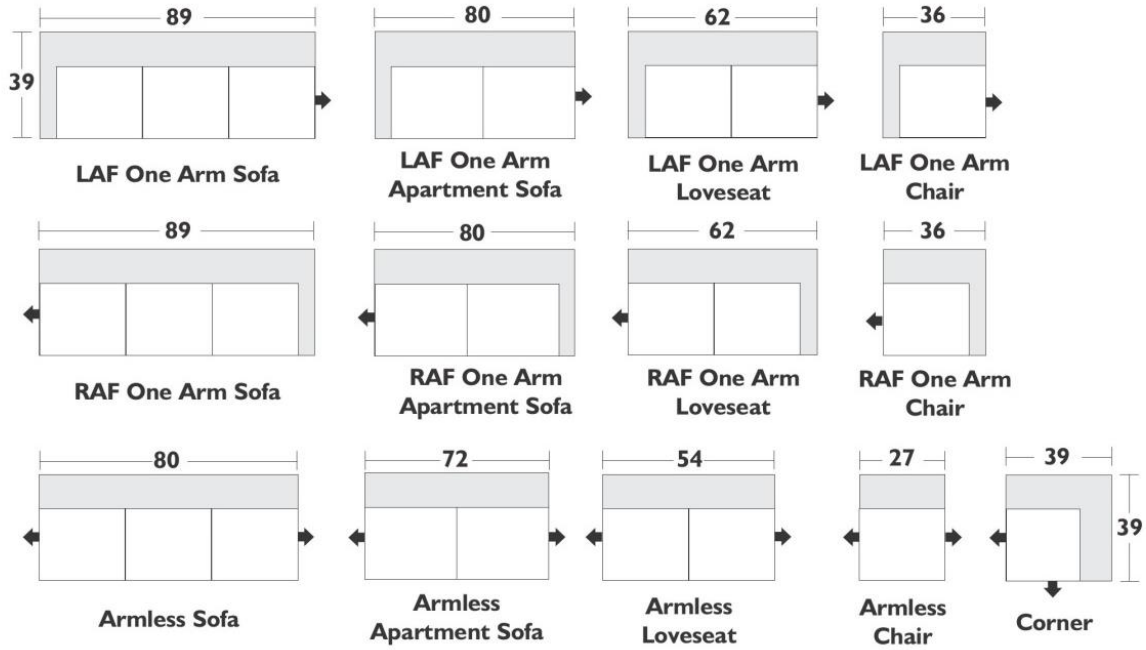 89
80
62
36
39
LAF One Arm Sofa
LAF One Arm
Apartment Sofa
LAF One Arm
Loveseat
LAF One Arm
Chair
89
80
62
36
RAF One Arm Sofa
RAF One Arm
Apartment Sofa
RAF One Arm
Loveseat
RAF One Arm
Chair
80
72
54
27
39
39
Armless Sofa
Armless
Apartment Sofa
Armless
Loveseat
Armless
Chair
Corner